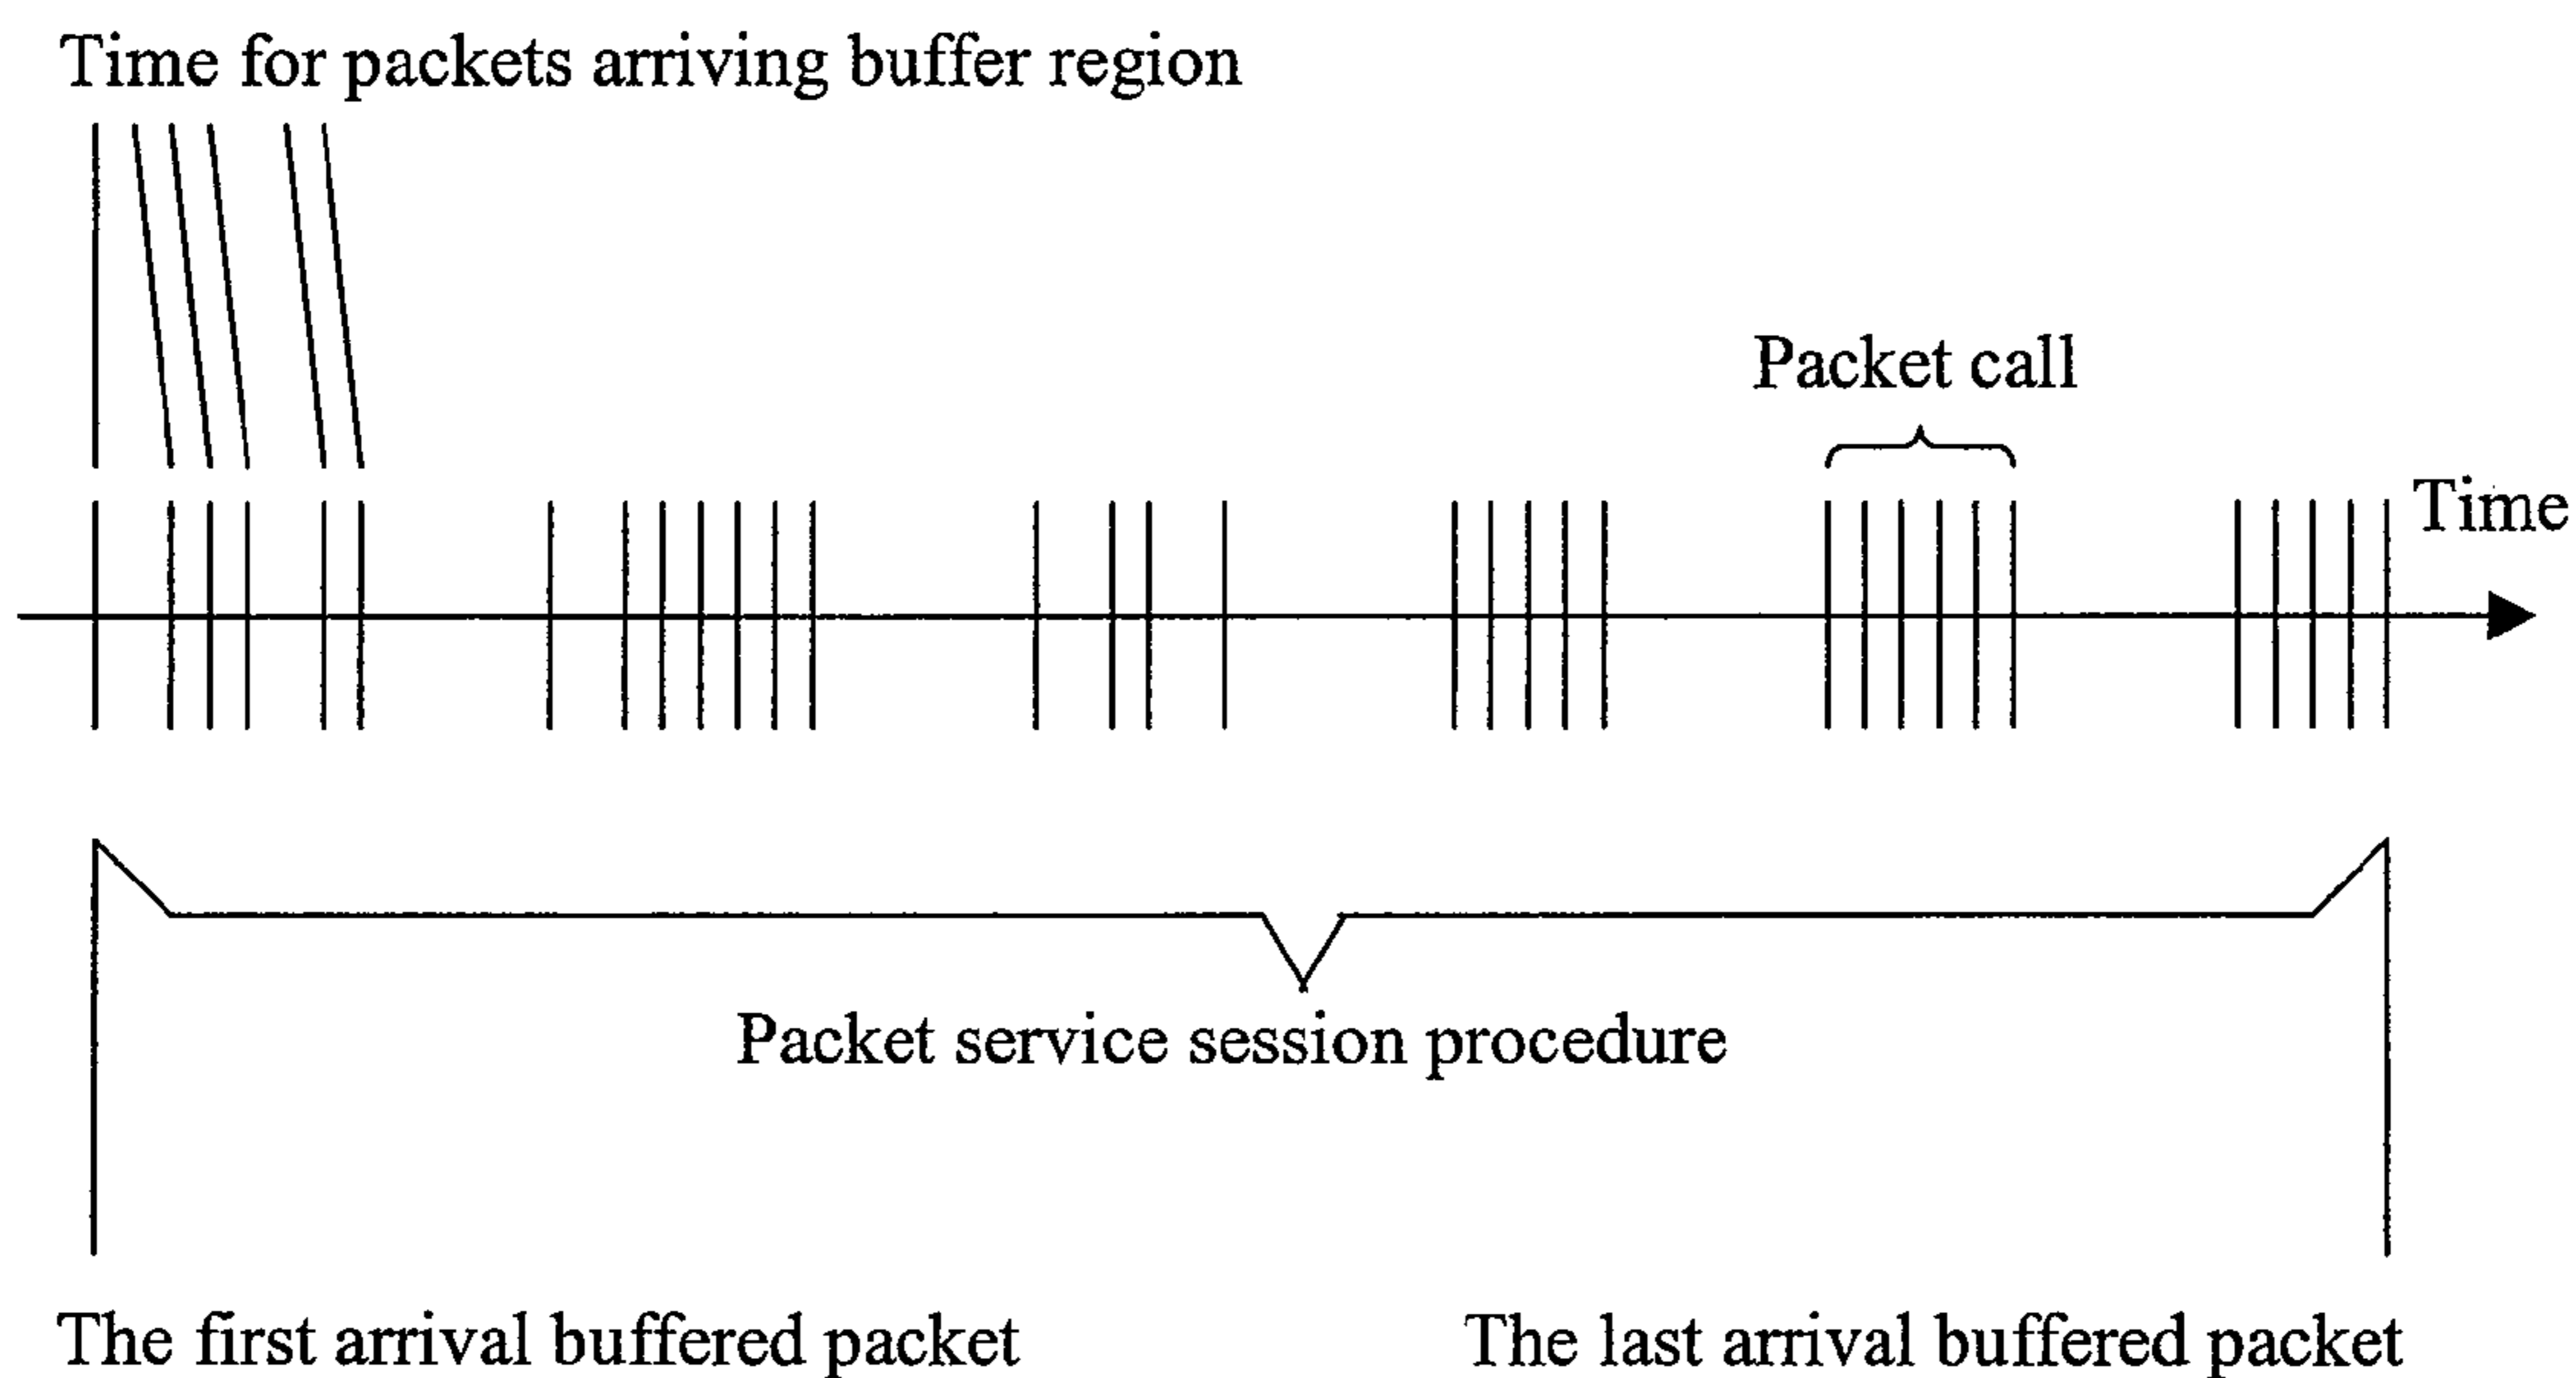 Time for packets arriving buffer region
Packet call
Time
Packet service session procedure
The first arrival buffered packet
The last arrival buffered packet